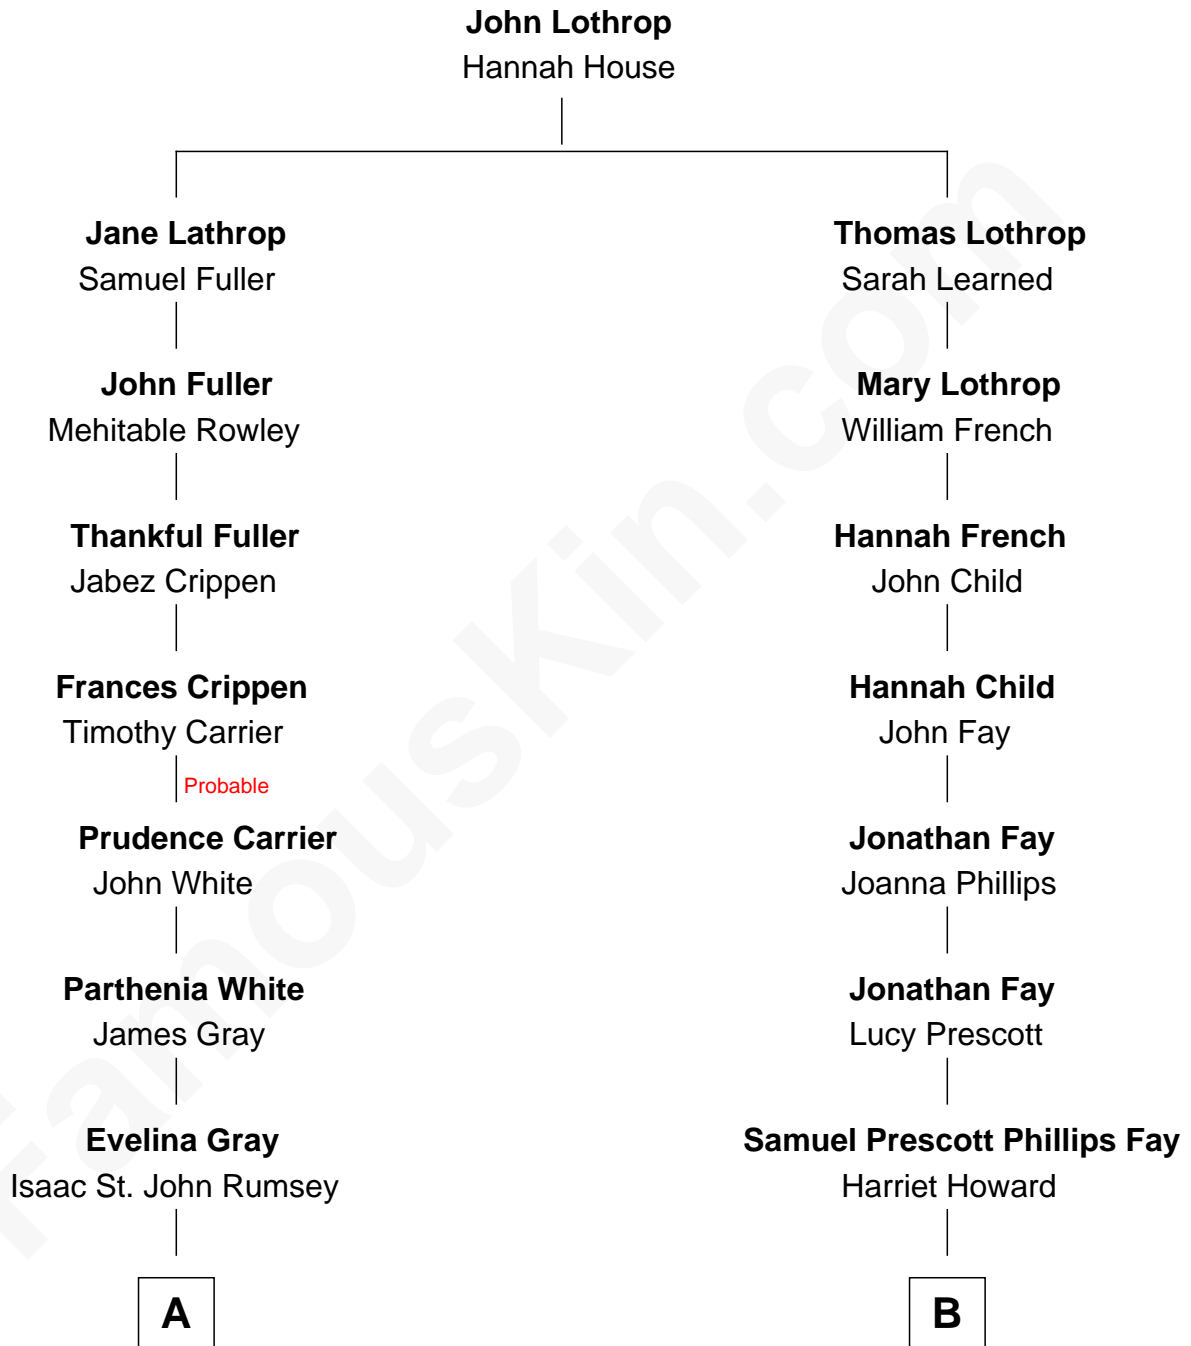 John Lothrop
Hannah House
Jane Lathrop
Samuel Fuller
Thomas Lothrop
Sarah Learned
John Fuller
Mehitable Rowley
Mary Lothrop
William French
Thankful Fuller
Jabez Crippen
Hannah French
John Child
Frances Crippen
Timothy Carrier
Hannah Child
John Fay
Probable
Prudence Carrier
John White
Jonathan Fay
Joanna Phillips
Parthenia White
James Gray
Jonathan Fay
Lucy Prescott
Evelina Gray
Isaac St. John Rumsey
Samuel Prescott Phillips Fay
Harriet Howard
A
B
FamousKin.com